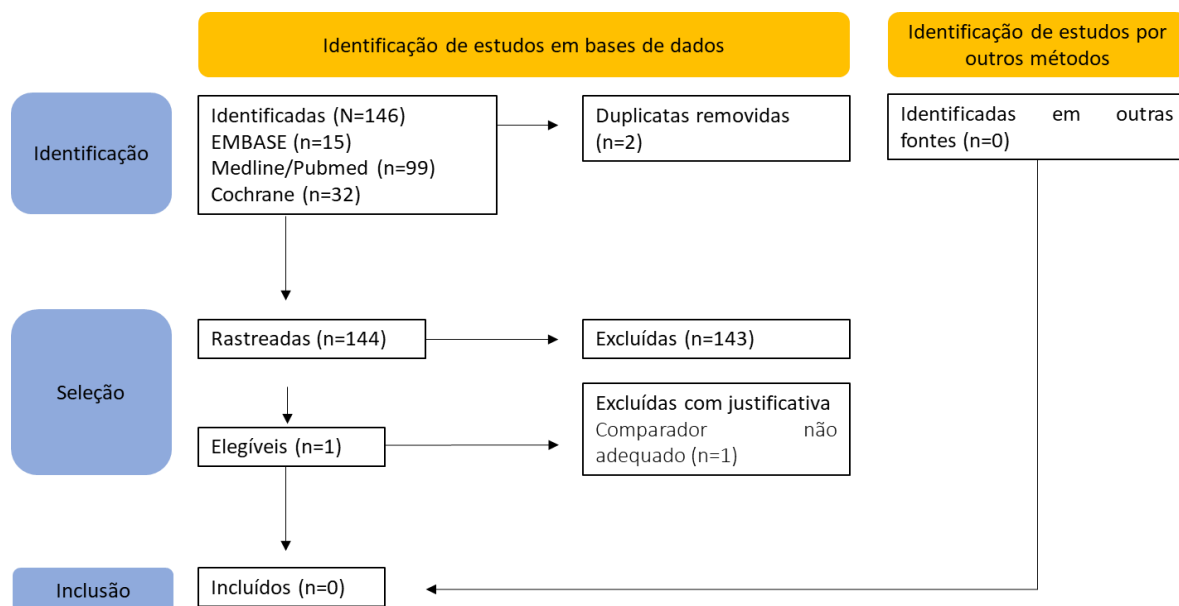 Identificação de estudos em bases de dados
Identificação de estudos por
outros métodos
Identificação
Identificadas (N=146)
EMBASE (n=15)
Medline/Pubmed (n=99)
Cochrane (n=32)
Duplicatas removidas
(n=2)
Identificadas em outras
fontes (n=0)
Seleção
Rastreadas (n=144)
Excluídas (n=143)
Elegíveis (n=1)
Excluídas com justificativa
Comparador não
adequado (n=1)
Inclusão
Incluídos (n=0)